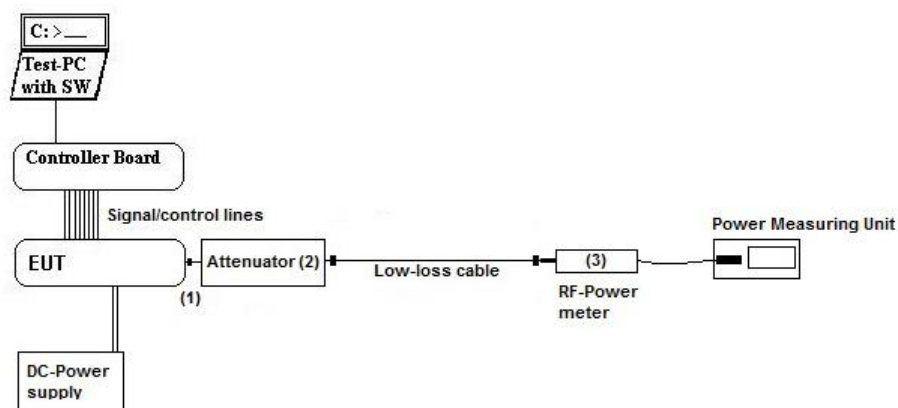 C: >__
Test-PC
with SW
Controller Board
Signal/control lines
Power Measuring Unit
EUT
Attenuator (2)
(3)
Low-loss cable
(1)
RF-Power
meter
DC-Power
supply